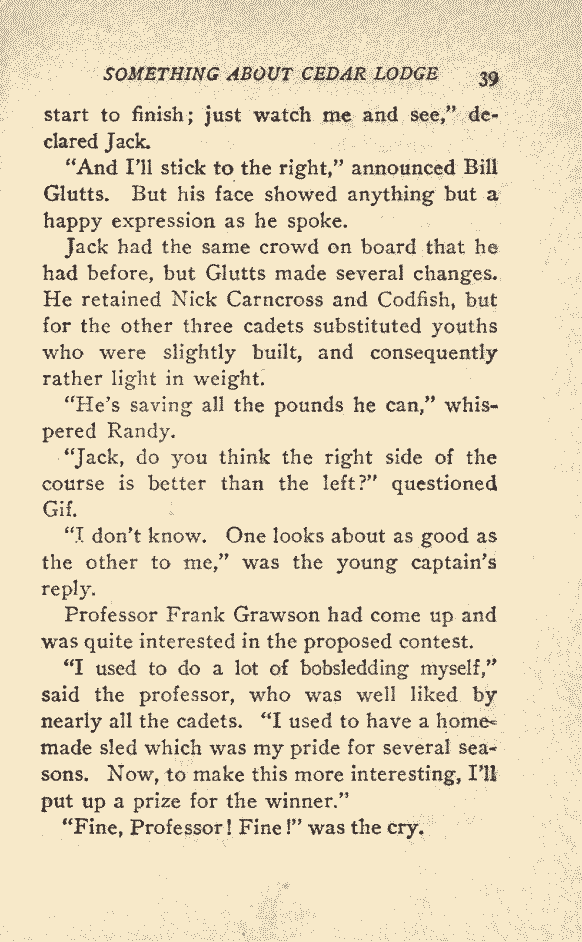 SOMETHING ABOUT CEDAR LODGE 39
start to finish; just watch me and see,” de-
clared Jack.
“And I’ll stick to the right,” announced Bill
Glutts. But his face showed anything but a
happy expression as he spoke.
Jack had the same crowd on board that he
had before, but Glutts made several changes.
He retained Nick Carncross and Codfish, but
for the other three cadets substituted youths
who were slightly built, and consequently
rather light in weight.
“He’s saving all the pounds he can,” whis-
pered Randy.
“Jack, do you think the right side of the
course is better than the left?” questioned
Gif.
“I don’t know. One looks about as good as
the other to me,” was the young captain’s
reply.
Professor Frank Grawson had come up and
was quite interested in the proposed contest.
“I used to do a lot of bobsledding myself,”
said the professor, who was well liked by
nearly all the cadets. “I used to have a home-
made sled which was my pride for several sea-
sons. Now, to make this more interesting, I’ll
put up a prize for the winner.”
“Fine, Professor! Fine!” was the cry.